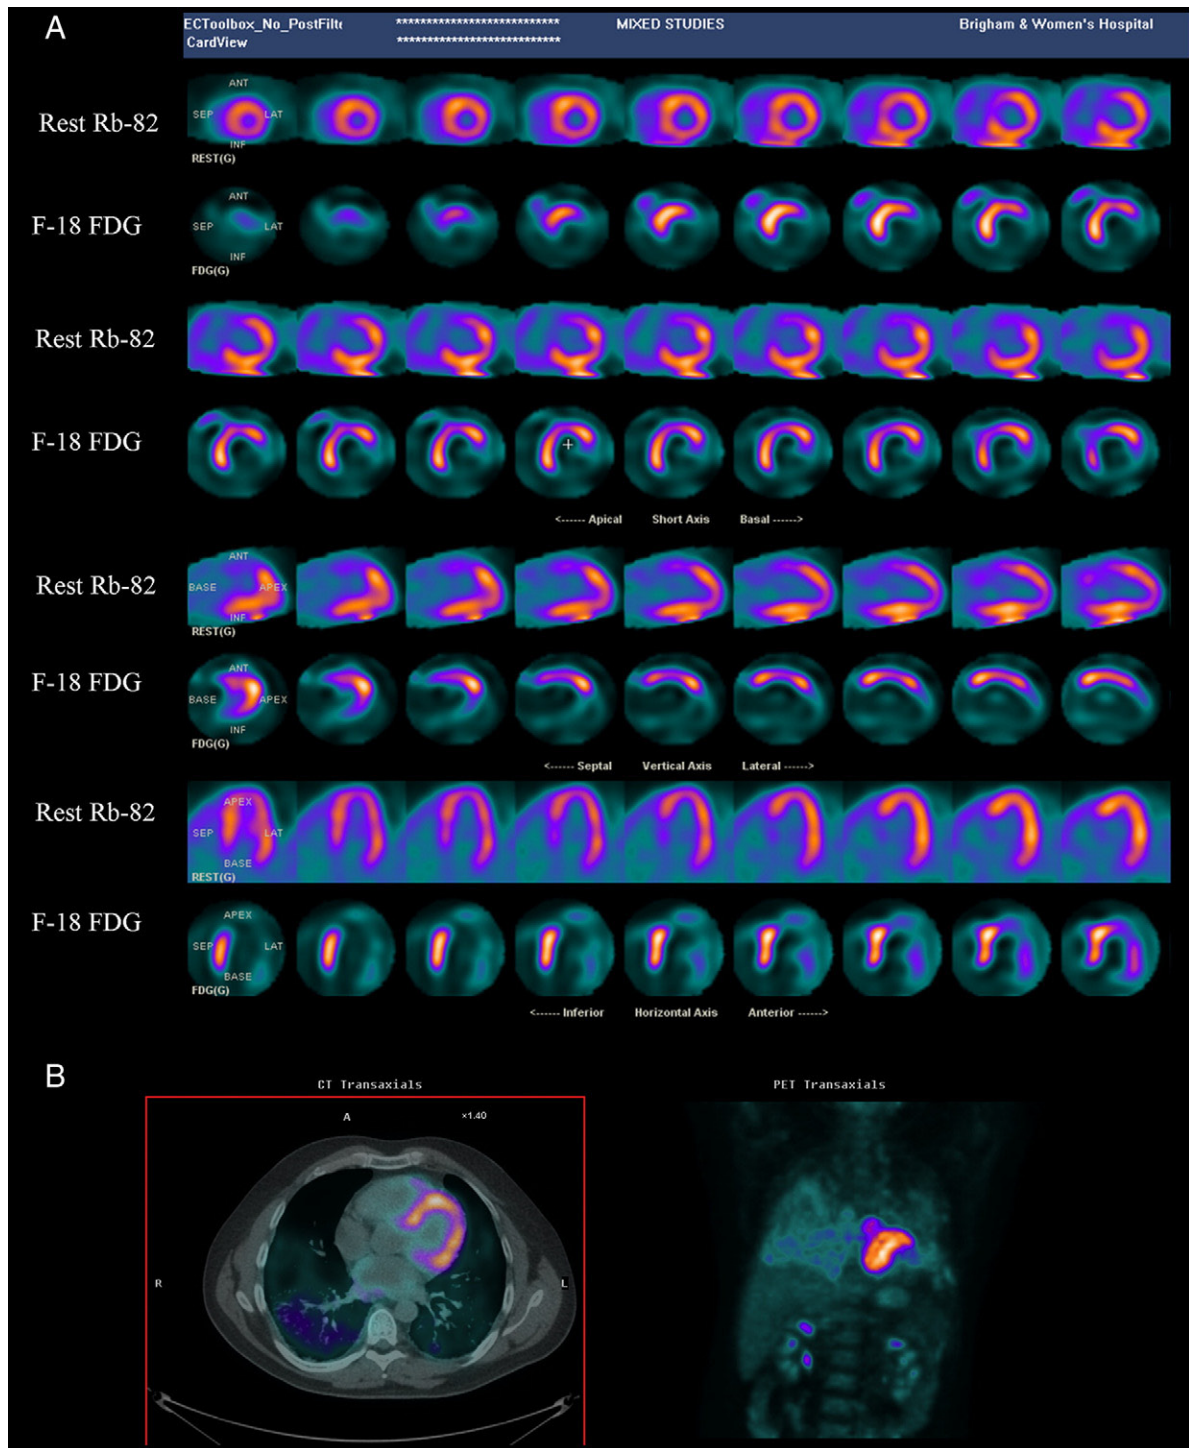 A
ECToolbox_No_PostFilte *************************** MIXED STUDIES Brigham & Women's Hospital
CardView ***************************
Rest Rb-82
ANT
SEP LAT
INF
REST(G)
F-18 FDG
ANT
SEP LAT
INF
FDG(G)
Rest Rb-82
F-18 FDG
<------ Apical Short Axis Basal ------>
Rest Rb-82
ANT
BASE APEX
INF
REST(G)
F-18 FDG
ANT
BASE APEX
INF
FDG(G)
<------ Septal Vertical Axis Lateral ------>
Rest Rb-82
APEX
SEP LAT
BASE
REST(G)
F-18 FDG
APEX
SEP LAT
BASE
FDG(G)
<------ Inferior Horizontal Axis Anterior ------>
B
CT Transaxials PET Transaxials
A ×1.40
R L